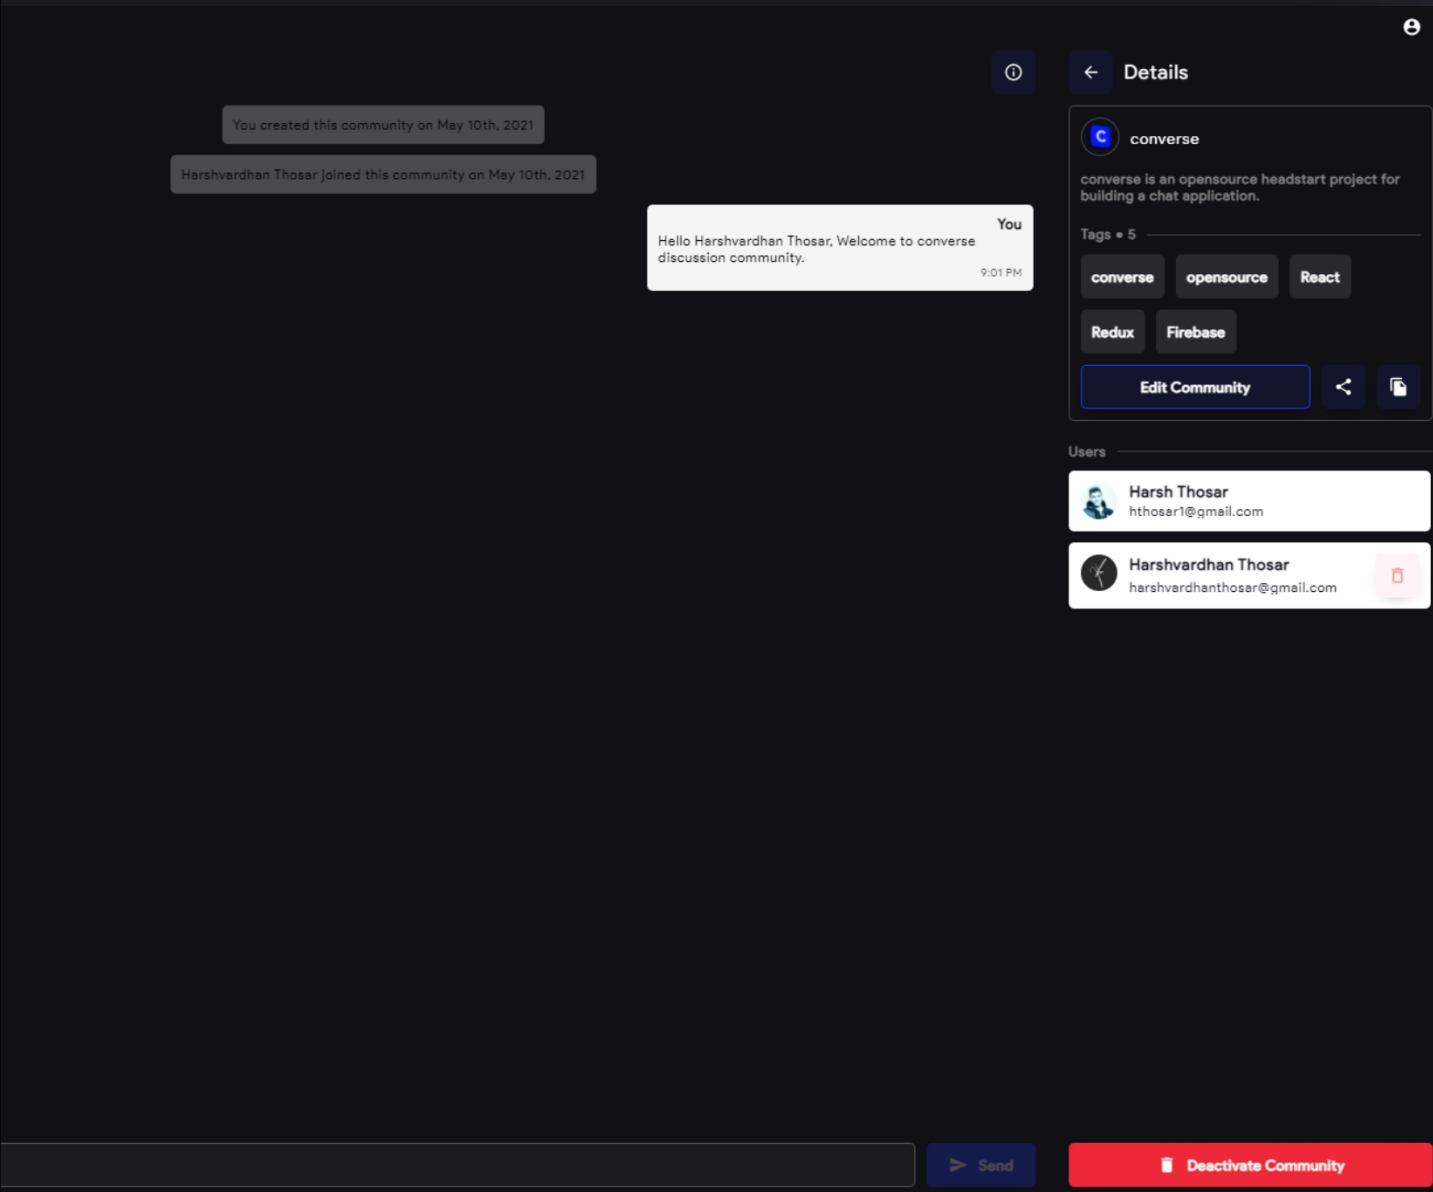 Details
You created this community on May 10th, 2021
Harshvardhan Thosar joined this community on May 10th, 2021
You
Hello Harshvardhan Thosar, Welcome to converse
discussion community.
9:01 PM
C
converse
converse is an opensource headstart project for
building a chat application.
Tags • 5
converse opensource React
Redux Firebase
Edit Community
Users
Harsh Thosar
hthosar1@gmail.com
Harshvardhan Thosar
harshvardhanthosar@gmail.com
Send
Deactivate Community